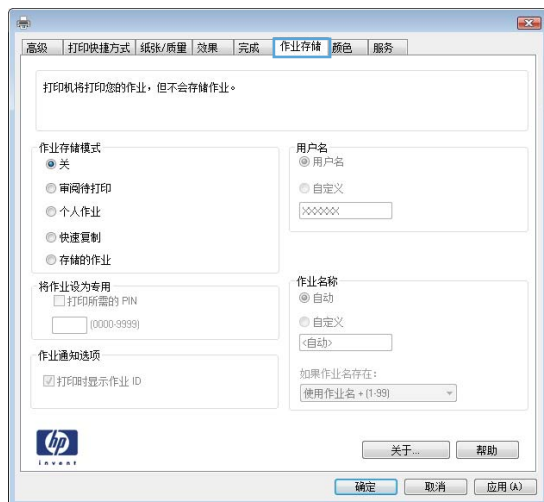 高级 打印快捷方式 纸张/质量 效果 完成 作业存储 颜色 服务
打印机将打印您的作业，但不会存储作业。
作业存储模式
关
审阅待打印
个人作业
快速复制
存储的作业
用户名
用户名
自定义
XXXXXX
将作业设为专用
打印所需的 PIN
(0000-9999)
作业名称
自动
自定义
<自动>
如果作业名存在：
使用作业名 + (1-99)
作业通知选项
打印时显示作业 ID
hp
invent
关于... 帮助
确定 取消 应用(A)